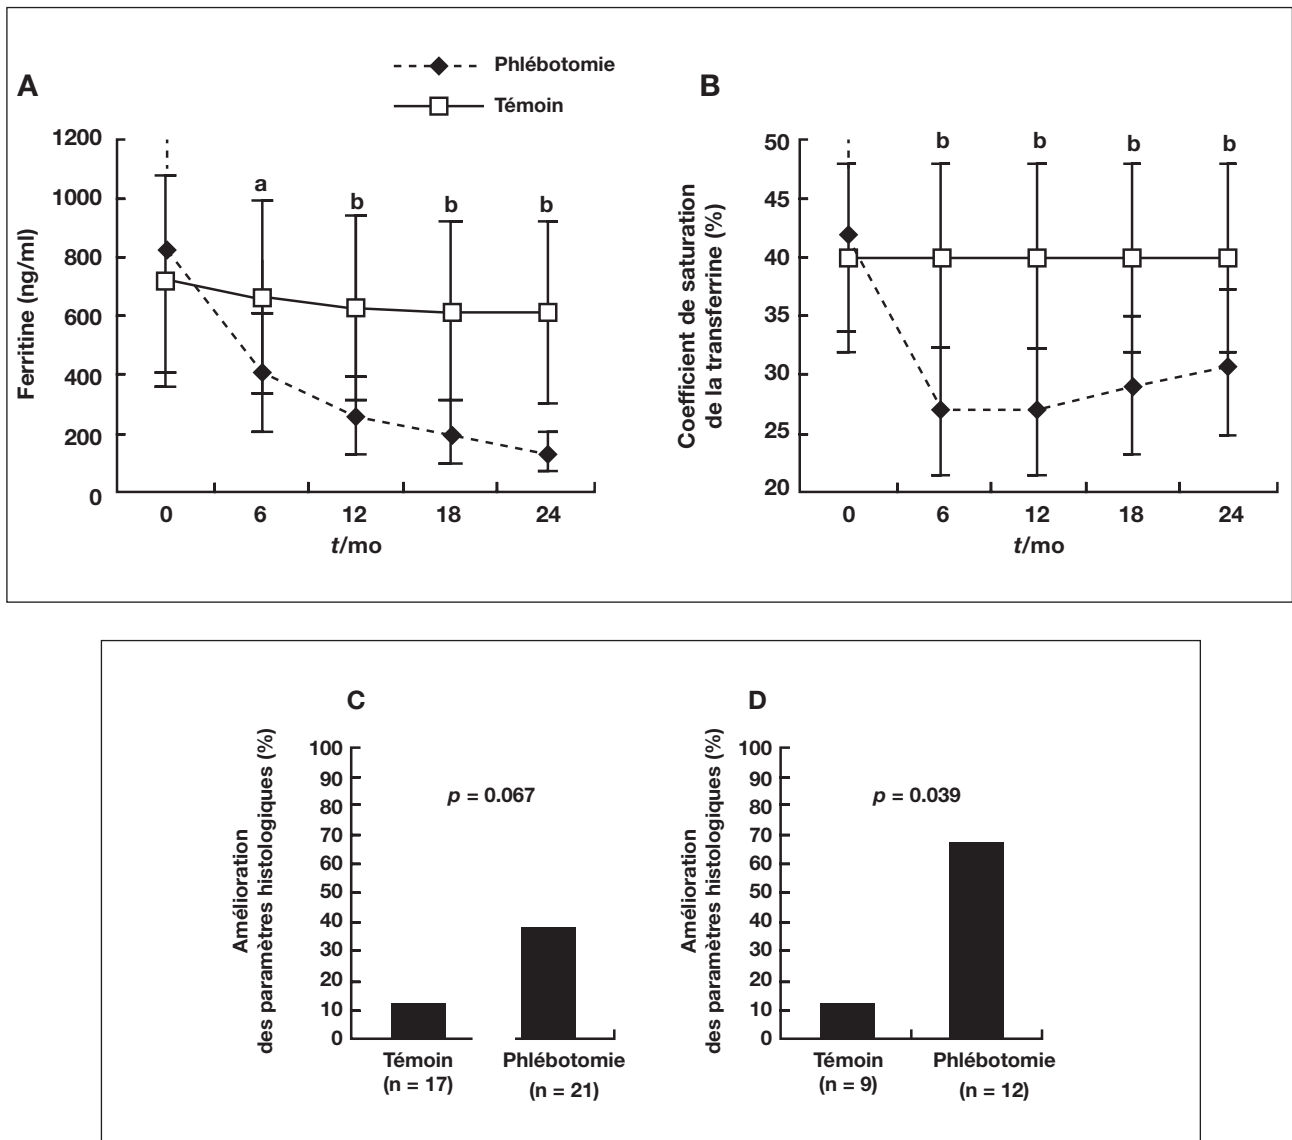 A
Phlébotomie
Témoin
Ferritine (ng/ml)
1200
1000
800
600
400
200
0
a
b
b
b
0 6 12 18 24
t/mo
B
Coefficient de saturation
de la transferrine (%)
50
45
40
35
30
25
20
b
b
b
b
0 6 12 18 24
t/mo
C
Amélioration
des paramètres histologiques (%)
100
90
80
70
60
50
40
30
20
10
0
p = 0.067
Témoin
(n = 17)
Phlébotomie
(n = 21)
D
Amélioration
des paramètres histologiques (%)
100
90
80
70
60
50
40
30
20
10
0
p = 0.039
Témoin
(n = 9)
Phlébotomie
(n = 12)